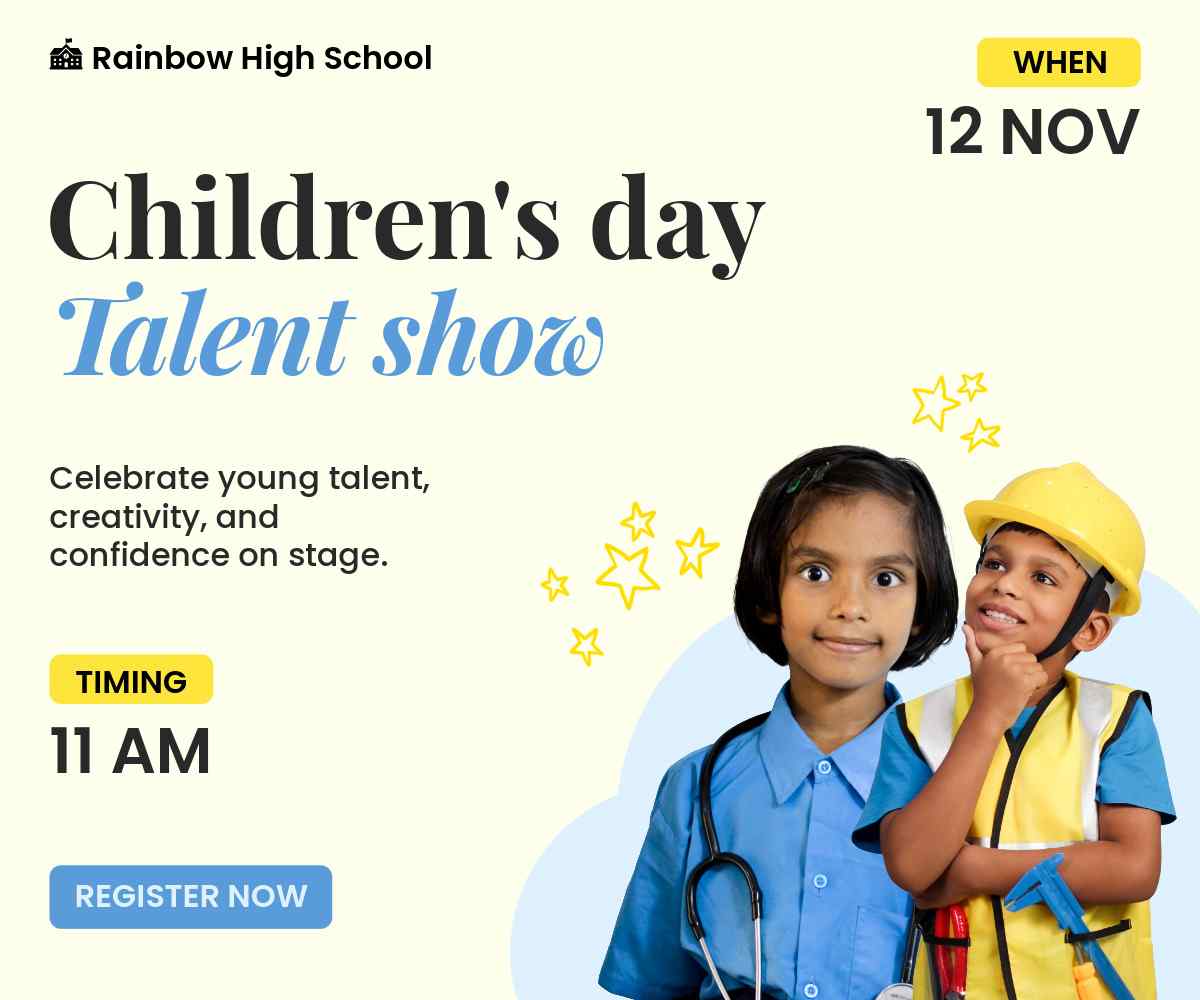 Rainbow High School
WHEN
12 NOV
Children's day
Talent show
Celebrate young talent,
creativity, and
confidence on stage.
TIMING
11 AM
REGISTER NOW